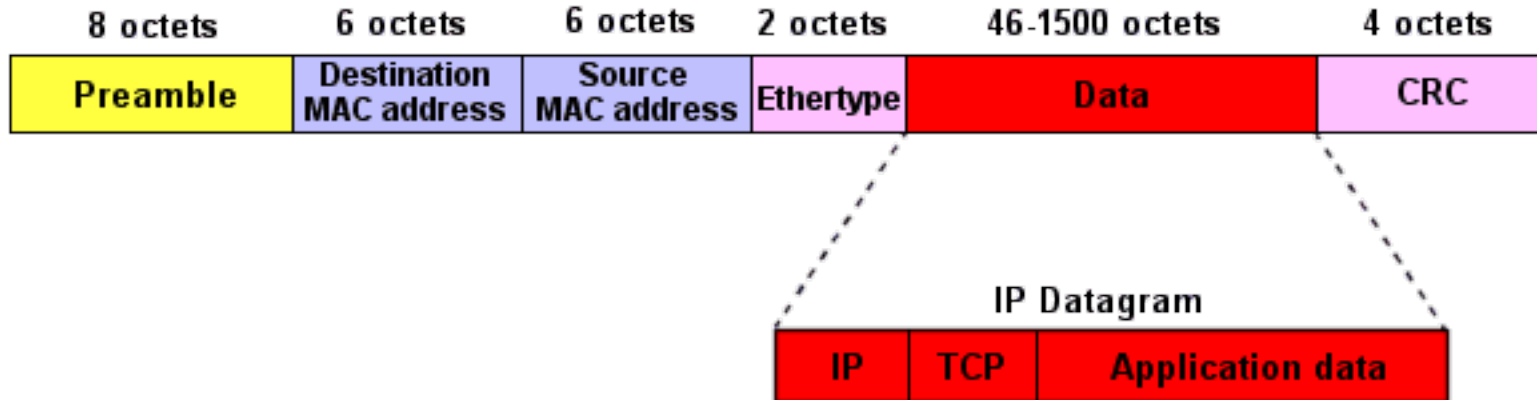 8 octets 6 octets 6 octets 2 octets 46-1500 octets 4 octets
Preamble
Destination
MAC address
Source
MAC address
Ethertype
Data
CRC
IP Datagram
IP TCP Application data